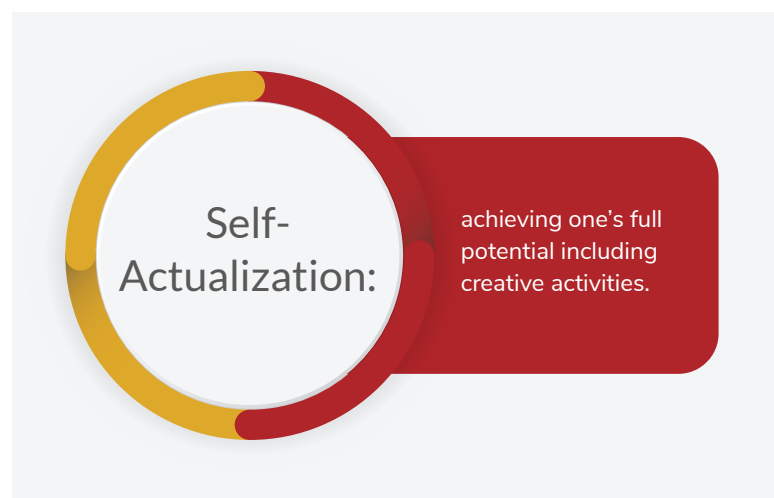 Self-
Actualization:
achieving one’s full
potential including
creative activities.